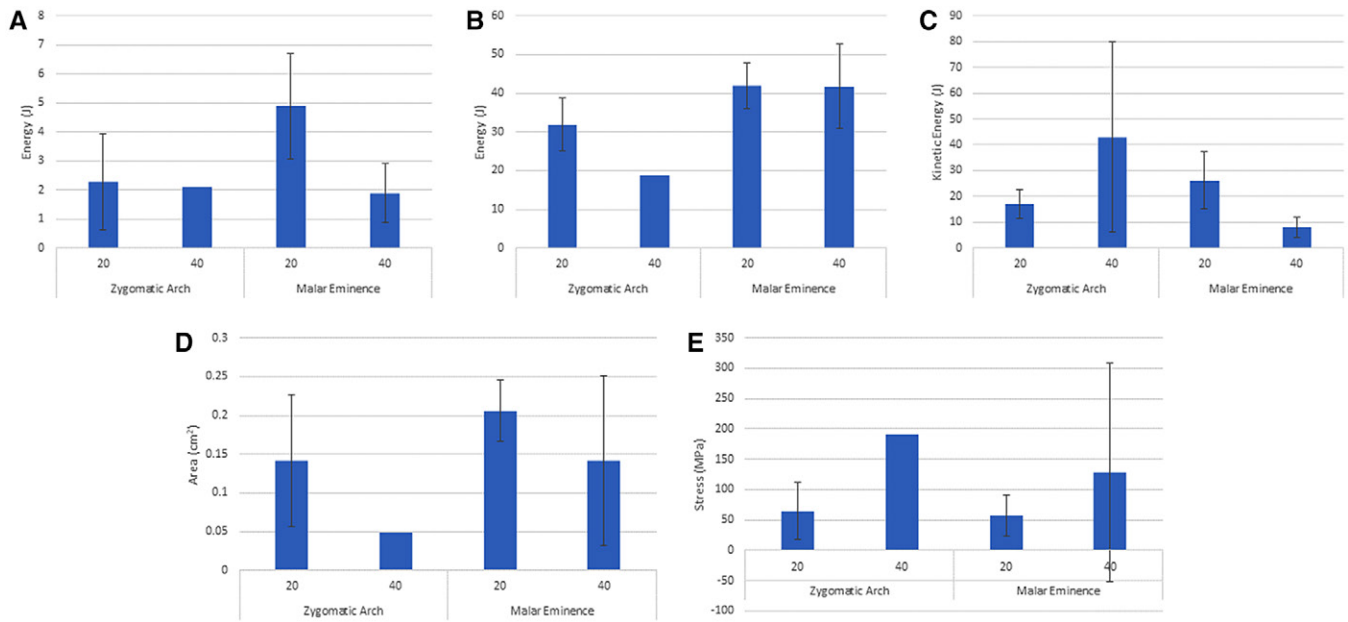 A
Energy (J)
8
7
6
5
4
3
2
1
0
20 40 20 40
Zygomatic Arch Malar Eminence
B
Energy (J)
60
50
40
30
20
10
0
20 40 20 40
Zygomatic Arch Malar Eminence
C
Kinetic Energy (J)
90
80
70
60
50
40
30
20
10
0
20 40 20 40
Zygomatic Arch Malar Eminence
D
Area (cm²)
0.3
0.25
0.2
0.15
0.1
0.05
0
20 40 20 40
Zygomatic Arch Malar Eminence
E
Stress (MPa)
350
300
250
200
150
100
50
0
-50
-100
20 40 20 40
Zygomatic Arch Malar Eminence